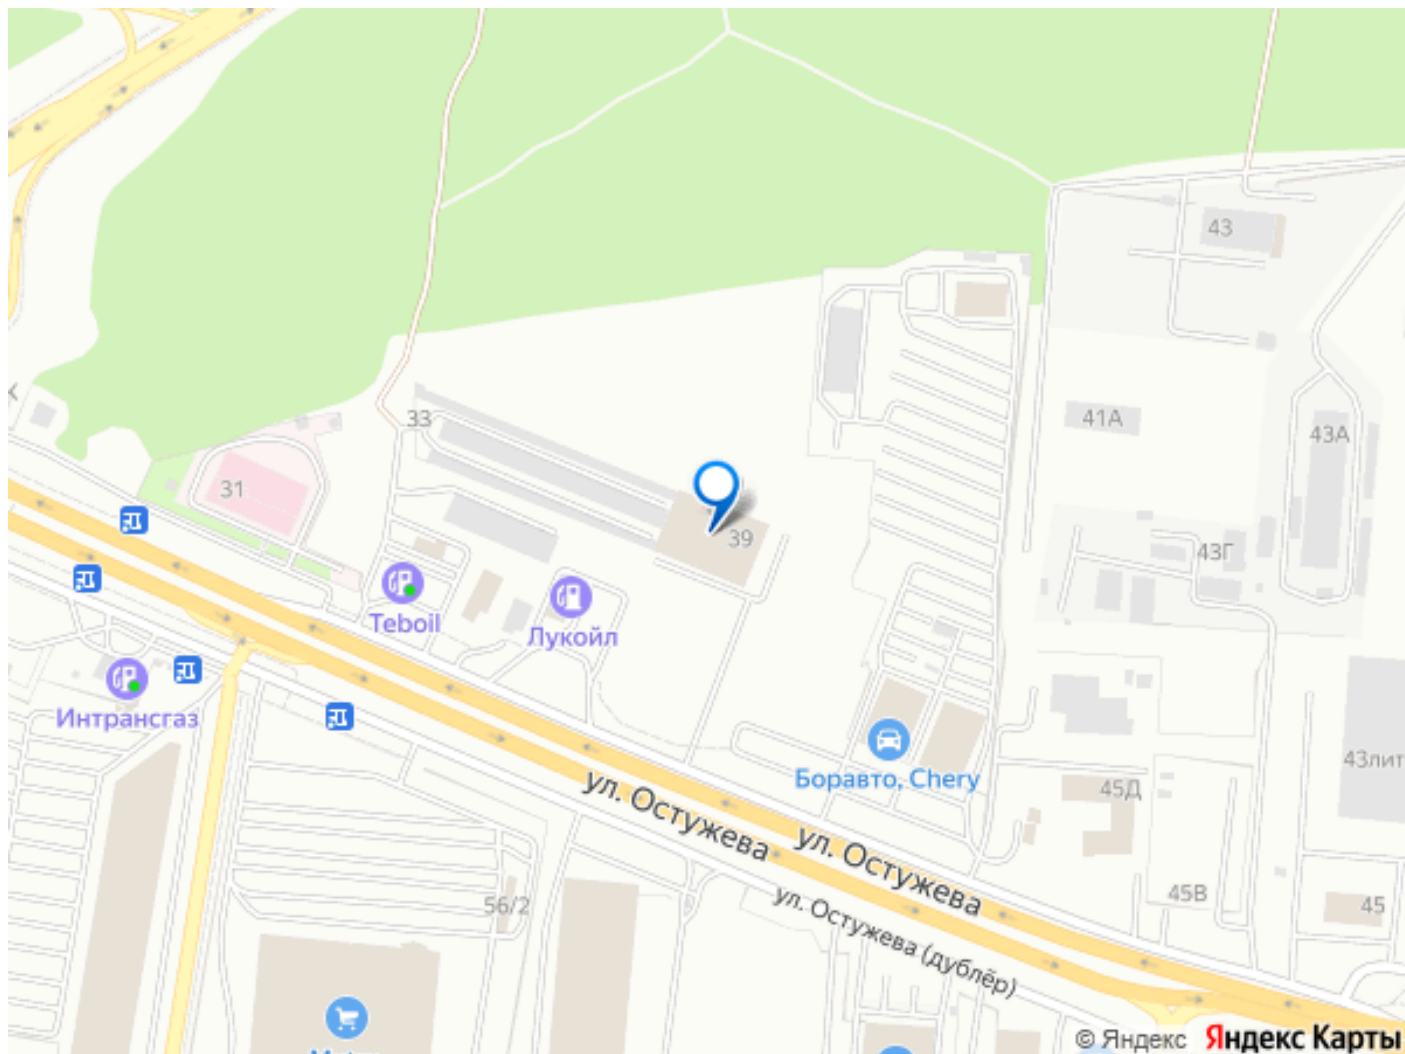 43
33
41А
43А
31
39
43Г
Teboil
Лукойл
Интрансгаз
43лит
Боравто, Chery
45Д
ул. Остужева
ул. Остужева
45В
45
56/2
ул. Остужева (дублёр)
© Яндекс Яндекс Карты